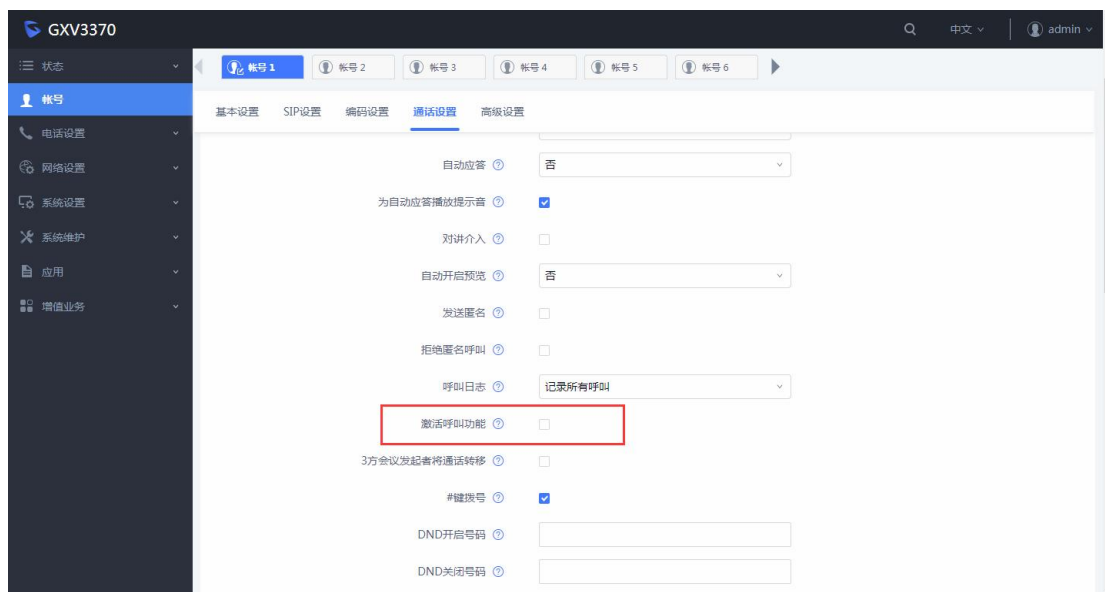 GXV3370
中文
admin
状态
帐号
电话设置
网络设置
系统设置
系统维护
应用
增值业务
帐号 1
帐号 2
帐号 3
帐号 4
帐号 5
帐号 6
基本设置 SIP设置 编码设置 通话设置 高级设置
自动应答 ? 否
为自动应答播放提示音 ?
对讲介入 ?
自动开启预览 ? 否
发送匿名 ?
拒绝匿名呼叫 ?
呼叫日志 ? 记录所有呼叫
激活呼叫功能 ?
3方会议发起者将通话转移 ?
#键拨号 ?
DND开启号码 ?
DND关闭号码 ?